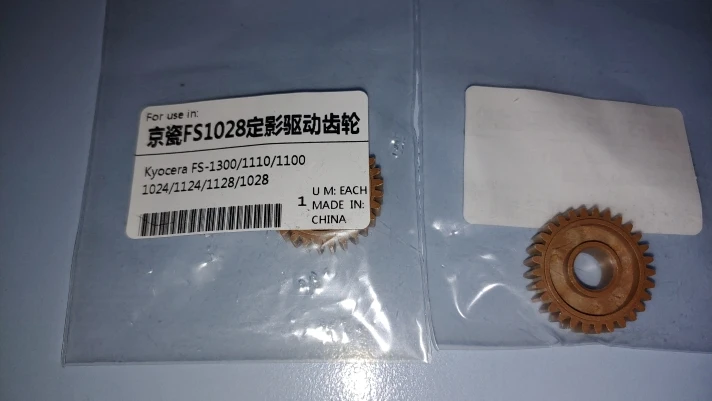 For use in:
京瓷FS1028定影驱动齿轮
Kyocera FS-1300/1110/1100
1024/1124/1128/1028
1
U M: EACH
MADE IN:
CHINA